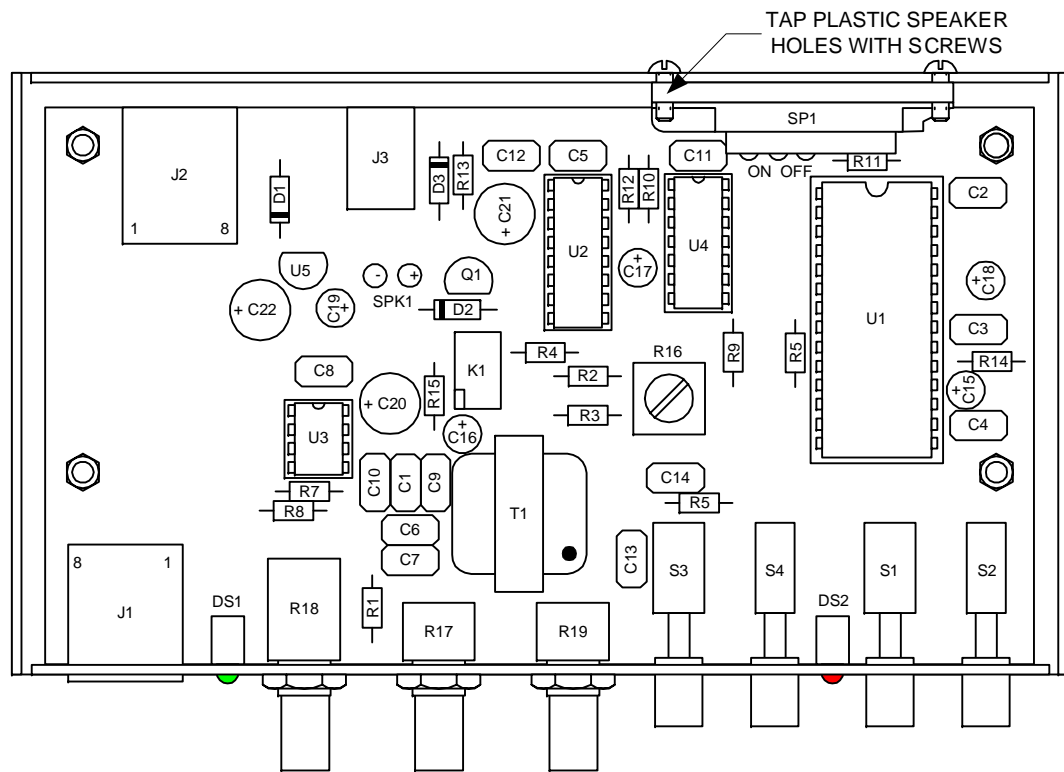 TAP PLASTIC SPEAKER
HOLES WITH SCREWS
SP1
J2
1 8
J3
D1
D3
R13
C12
C5
C11
ON OFF
R11
R12
R10
C2
C21
+
U2
U4
U5
- +
SPK1
Q1
+
C17
+
C18
+ C22
C19 +
D2
U1
C3
R4
R9
R5
R14
R16
C8
K1
R2
+ C20
R15
R3
+
C15
U3
+
C16
C4
R7
R8
C10
C1
C9
T1
C14
R5
C6
C7
C13
8 1
J1
DS1
R18
R1
R17
R19
S3
S4
DS2
S1
S2